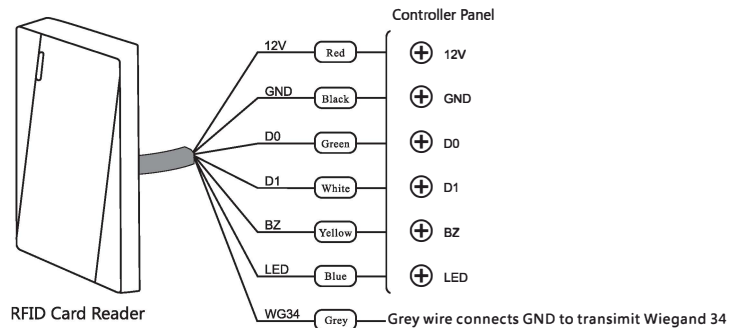 Controller Panel
12V Red 12V
GND Black GND
D0 Green D0
D1 White D1
BZ Yellow BZ
LED Blue LED
WG34 Grey Grey wire connects GND to transimit Wiegand 34
RFID Card Reader